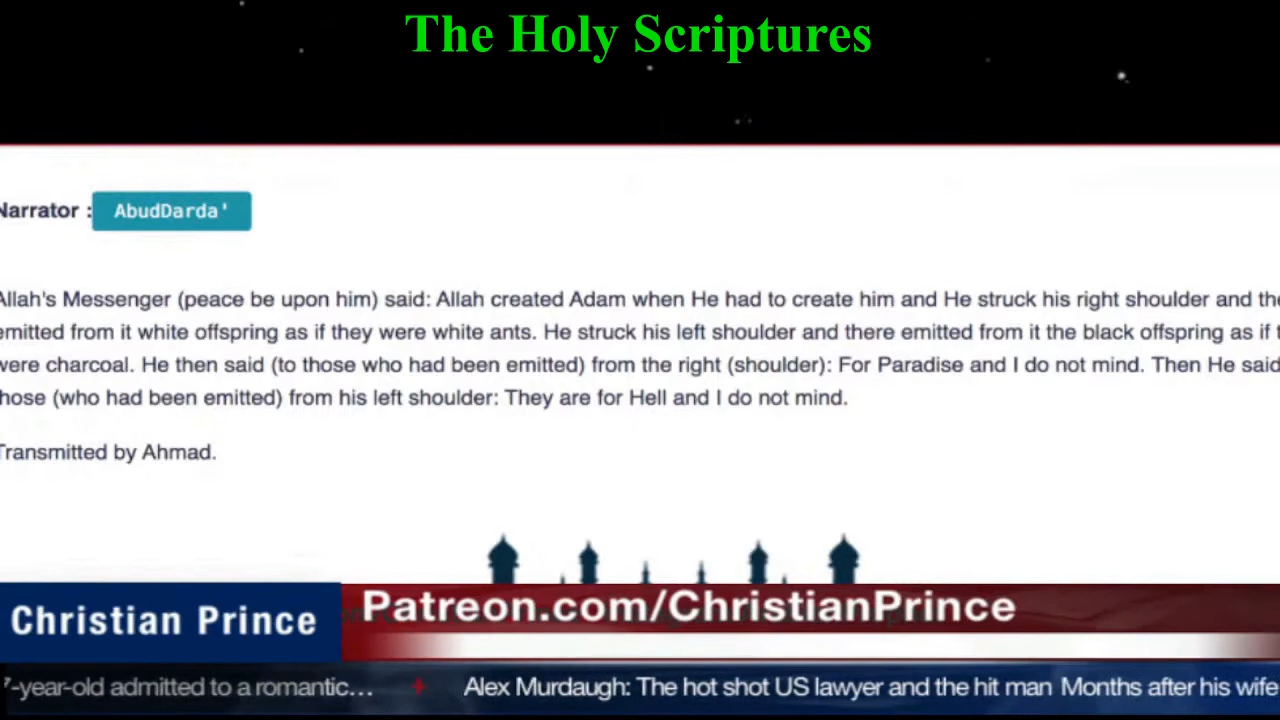 The Holy Scriptures
Narrator : AbudDarda'
Allah's Messenger (peace be upon him) said: Allah created Adam when He had to create him and He struck his right shoulder and
emitted from it white offspring as if they were white ants. He struck his left shoulder and there emitted from it the black offspring as if
were charcoal. He then said (to those who had been emitted) from the right (shoulder): For Paradise and I do not mind. Then He said
those (who had been emitted) from his left shoulder: They are for Hell and I do not mind.
Transmitted by Ahmad.
Christian Prince
Patreon.com/ChristianPrince
-year-old admitted to a romantic... Alex Murdaugh: The hot shot US lawyer and the hit man Months after his wife